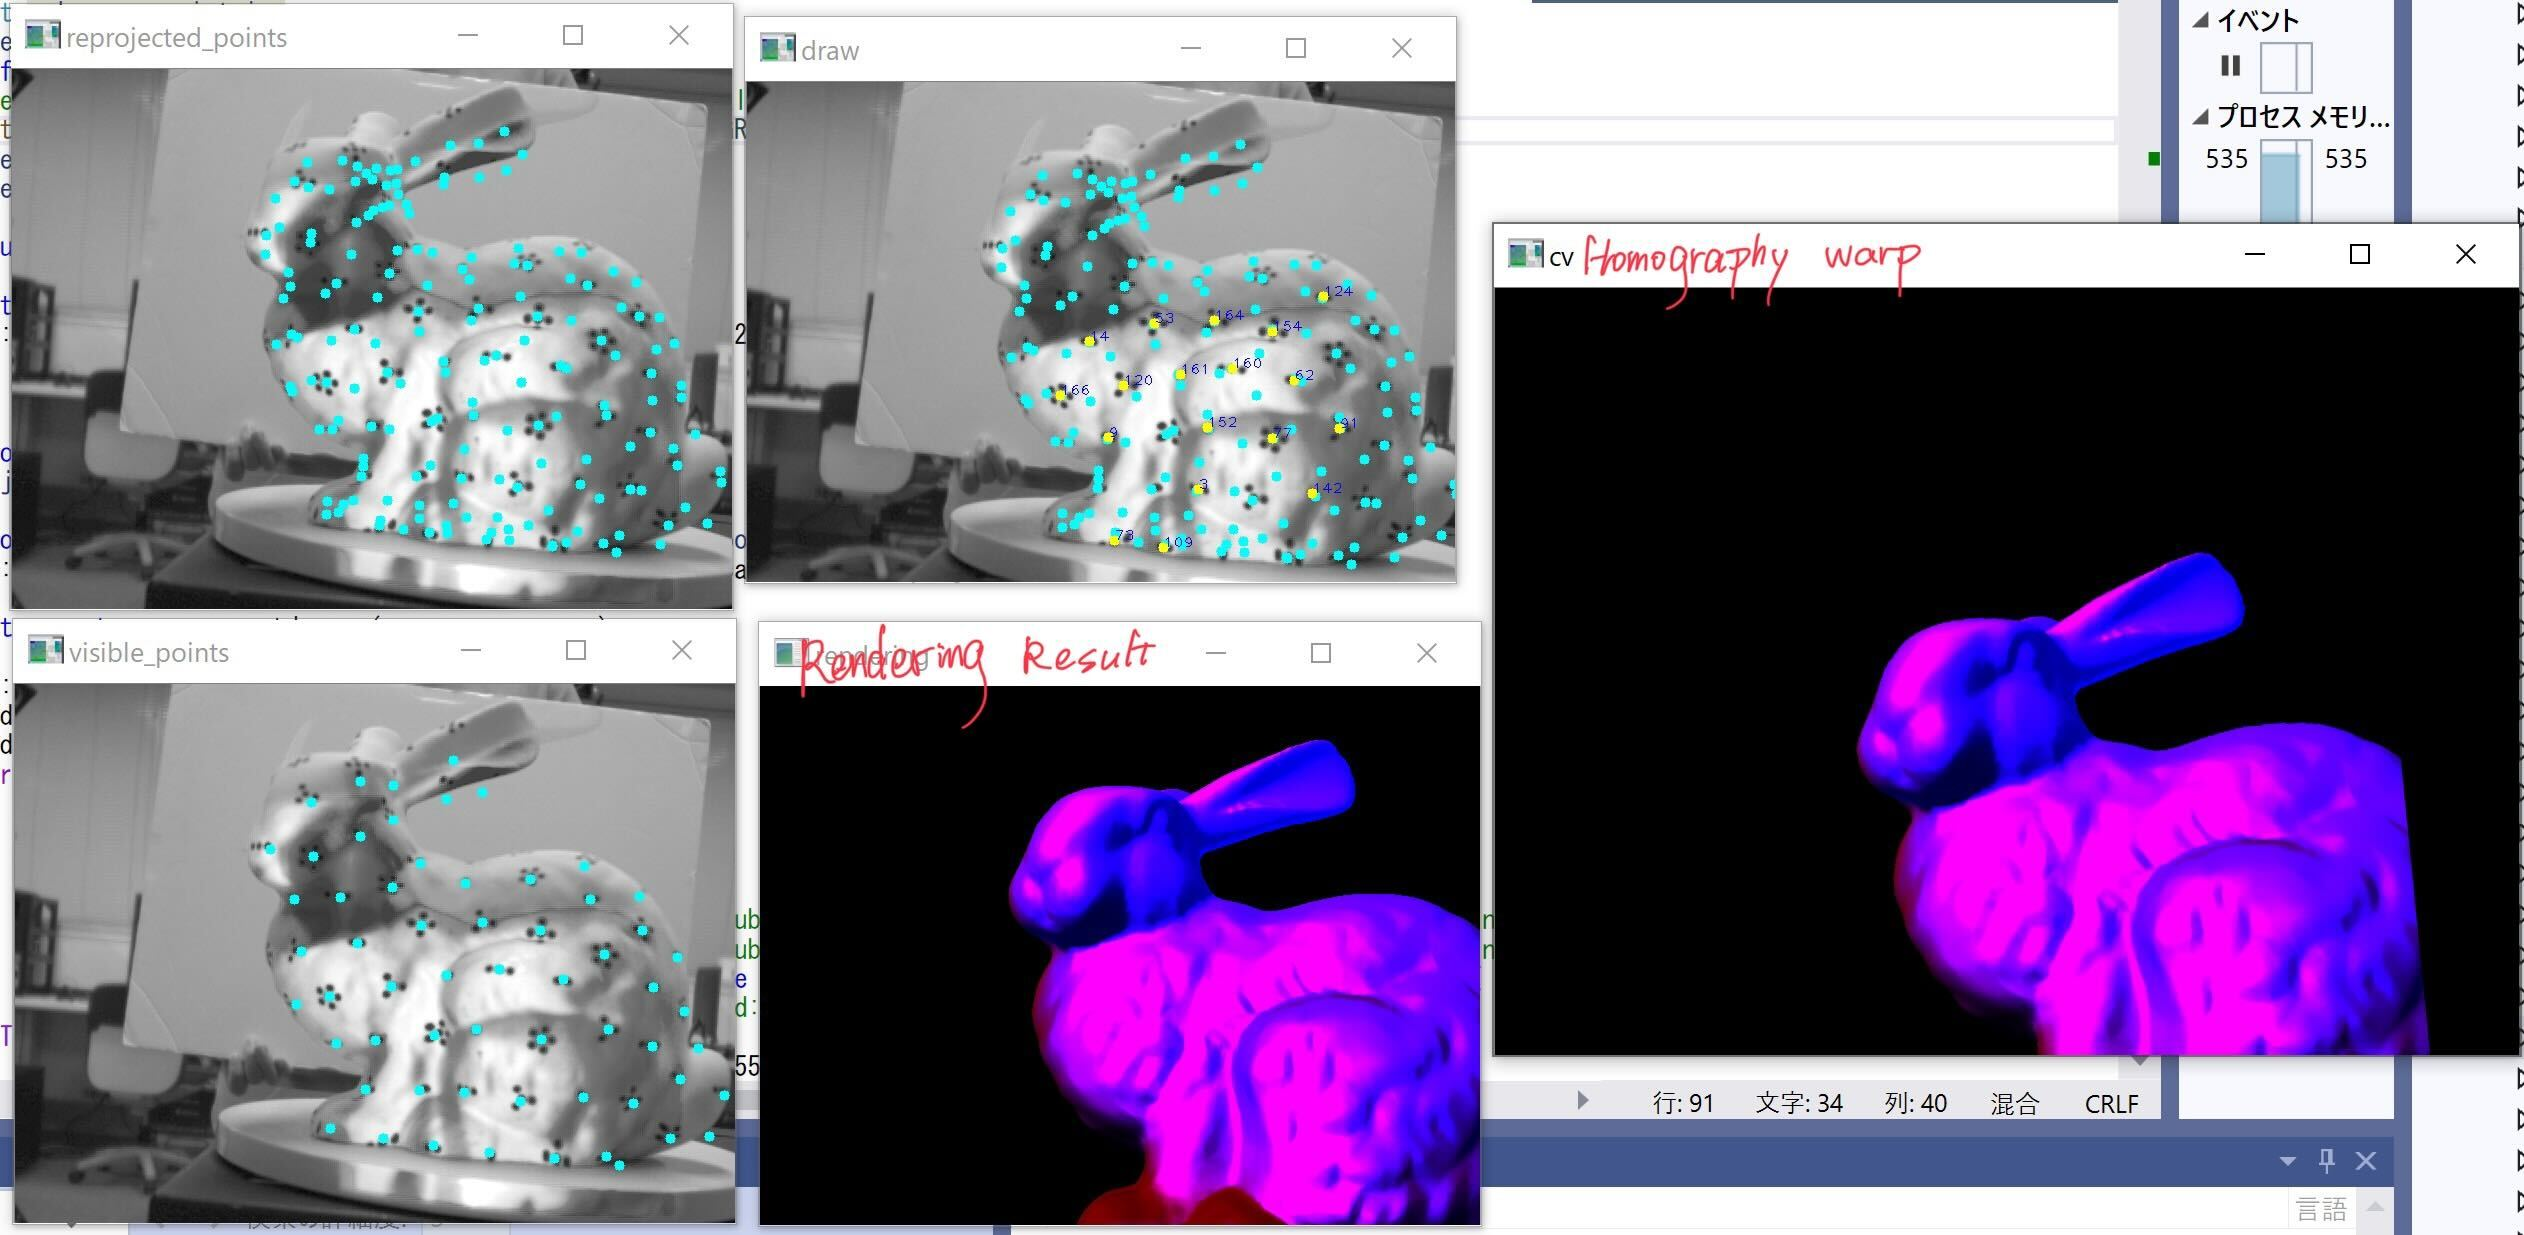 reprojected_points
draw
イベント
プロセス メモリ...
535 535
cv Homography warp
124
53
164
154
14
161
160
120
62
166
152
91
9
77
3
142
73
109
visible_points
rendering
Rendering Result
行: 91 文字: 34 列: 40 混合 CRLF
言語